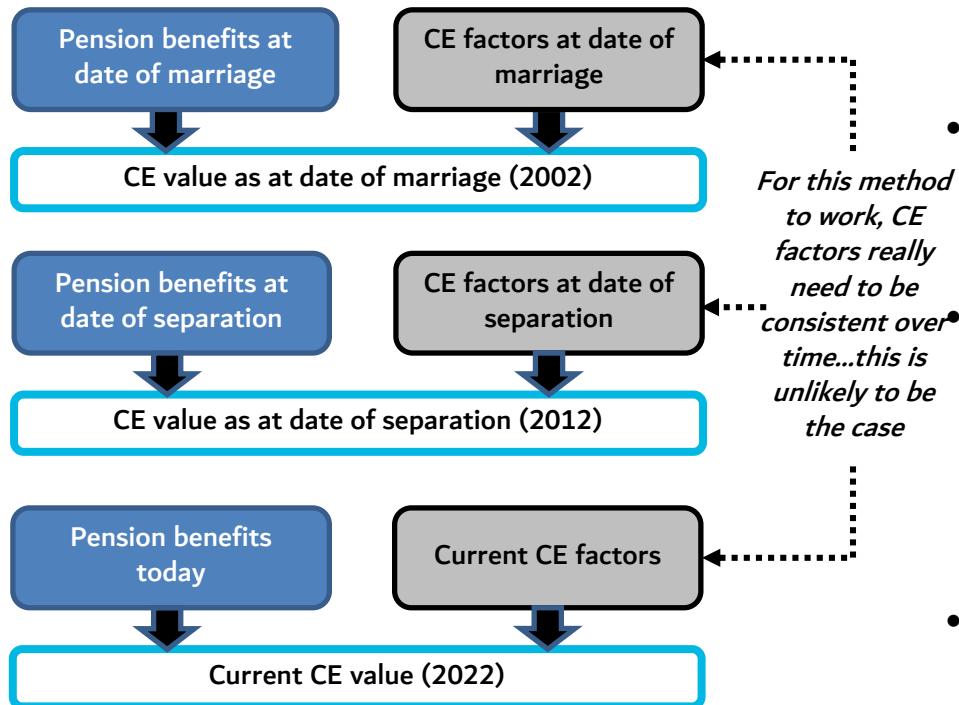 Pension benefits at
date of marriage
CE factors at date of
marriage
CE value as at date of marriage (2002)
Pension benefits at
date of separation
CE factors at date of
separation
CE value as at date of separation (2012)
Pension benefits
today
Current CE factors
Current CE value (2022)
For this method
to work, CE
factors really
need to be
consistent over
time...this is
unlikely to be
the case
•
•
•